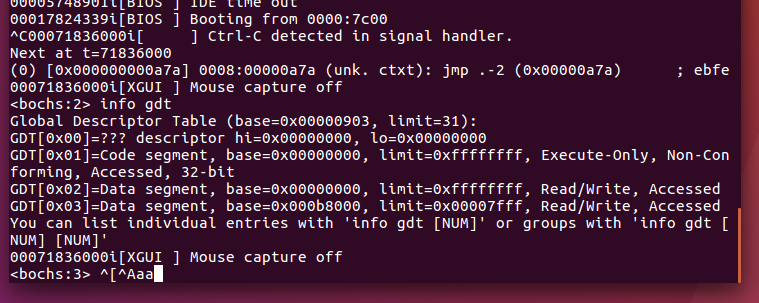 00005748901i[BIOS ] IDE time out
00017824339i[BIOS ] Booting from 0000:7c00
^C00071836000i[      ] Ctrl-C detected in signal handler.
Next at t=71836000
(0) [0x000000000a7a] 0008:00000a7a (unk. ctxt): jmp .-2 (0x00000a7a)      ; ebfe
00071836000i[XGUI ] Mouse capture off
<bochs:2> info gdt
Global Descriptor Table (base=0x00000903, limit=31):
GDT[0x00]=??? descriptor hi=0x00000000, lo=0x00000000
GDT[0x01]=Code segment, base=0x00000000, limit=0xffffffff, Execute-Only, Non-Con
forming, Accessed, 32-bit
GDT[0x02]=Data segment, base=0x00000000, limit=0xffffffff, Read/Write, Accessed
GDT[0x03]=Data segment, base=0x000b8000, limit=0x00007fff, Read/Write, Accessed
You can list individual entries with 'info gdt [NUM]' or groups with 'info gdt [
NUM] [NUM]'
00071836000i[XGUI ] Mouse capture off
<bochs:3> ^[^Aaa